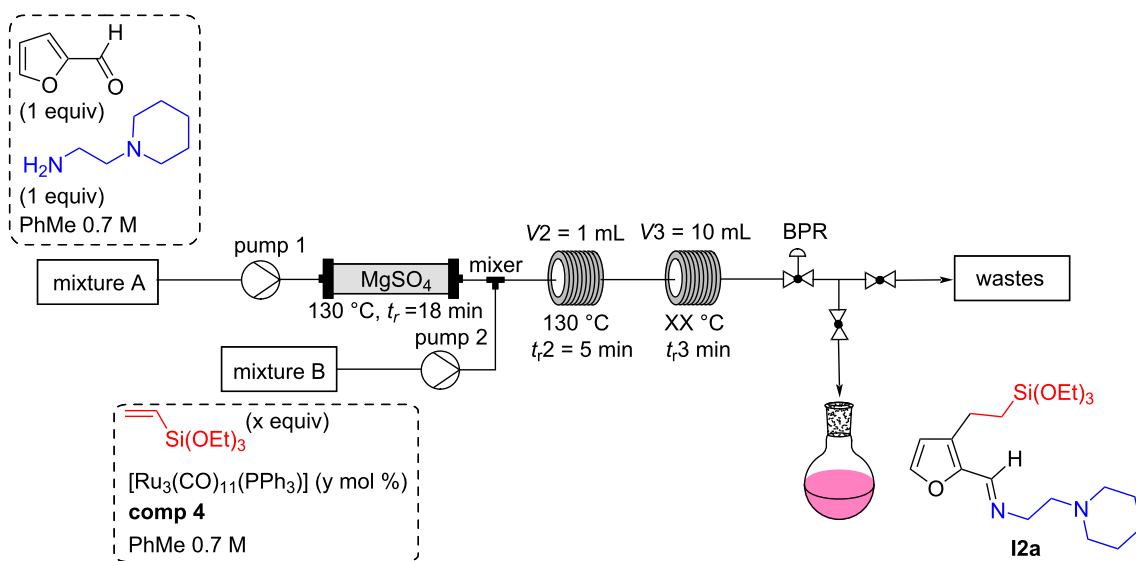 H
O
O
(1 equiv)
H2N
N
(1 equiv)
PhMe 0.7 M
mixture A
pump 1
MgSO4
130 °C, tr =18 min
mixer
pump 2
mixture B
V2 = 1 mL
130 °C
tr2 = 5 min
V3 = 10 mL
XX °C
tr3 min
BPR
wastes
Si(OEt)3
(x equiv)
[Ru3(CO)11(PPh3)] (y mol %)
comp 4
PhMe 0.7 M
Si(OEt)3
H
O
N
N
I2a